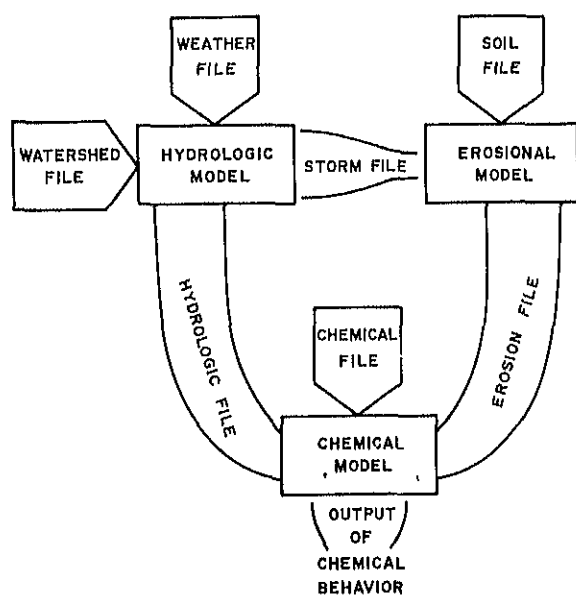 WEATHER
FILE
SOIL
FILE
WATERSHED
FILE
HYDROLOGIC
MODEL
STORM FILE
EROSIONAL
MODEL
HYDROLOGIC FILE
CHEMICAL
FILE
EROSION FILE
CHEMICAL
MODEL
OUTPUT
OF
CHEMICAL
BEHAVIOR